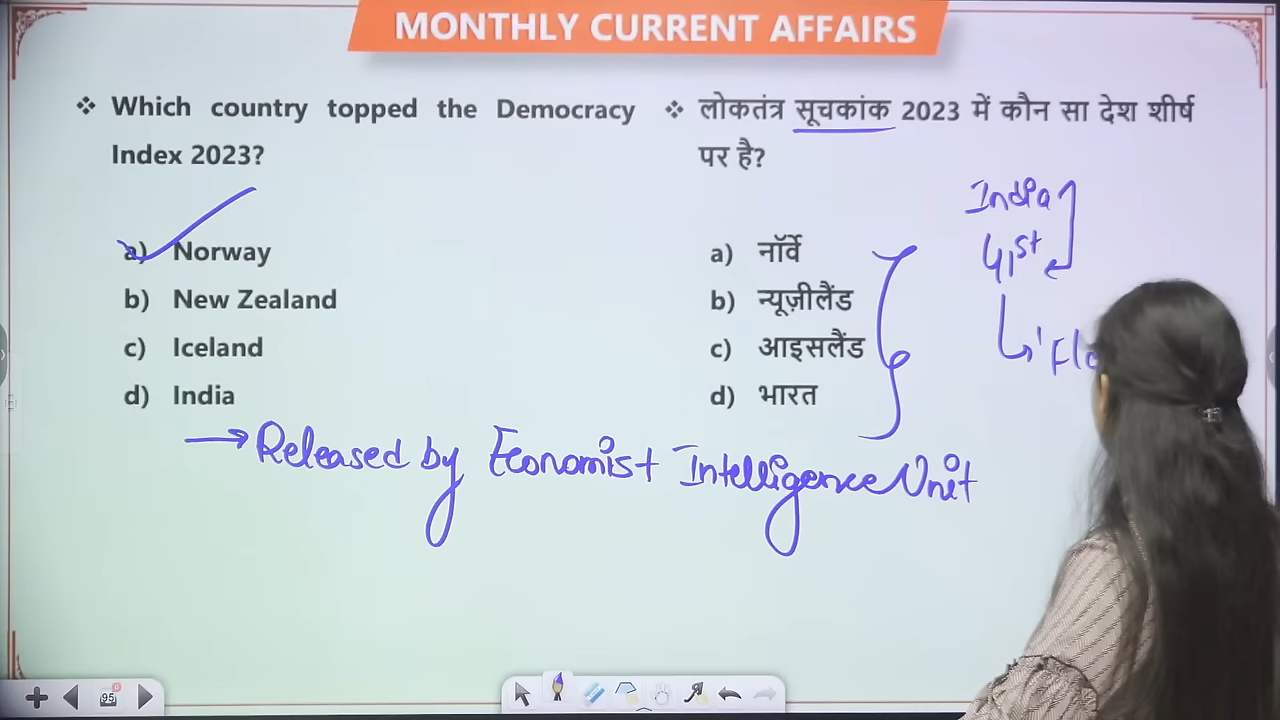 MONTHLY CURRENT AFFAIRS
❖ Which country topped the Democracy
Index 2023?
a) Norway
b) New Zealand
c) Iceland
d) India
❖ लोकतंत्र सूचकांक 2023 में कौन सा देश शीर्ष
पर है?
a) नॉर्वे
b) न्यूज़ीलैंड
c) आइसलैंड
d) भारत
India
41st
→ Released by Economist Intelligence Unit
95